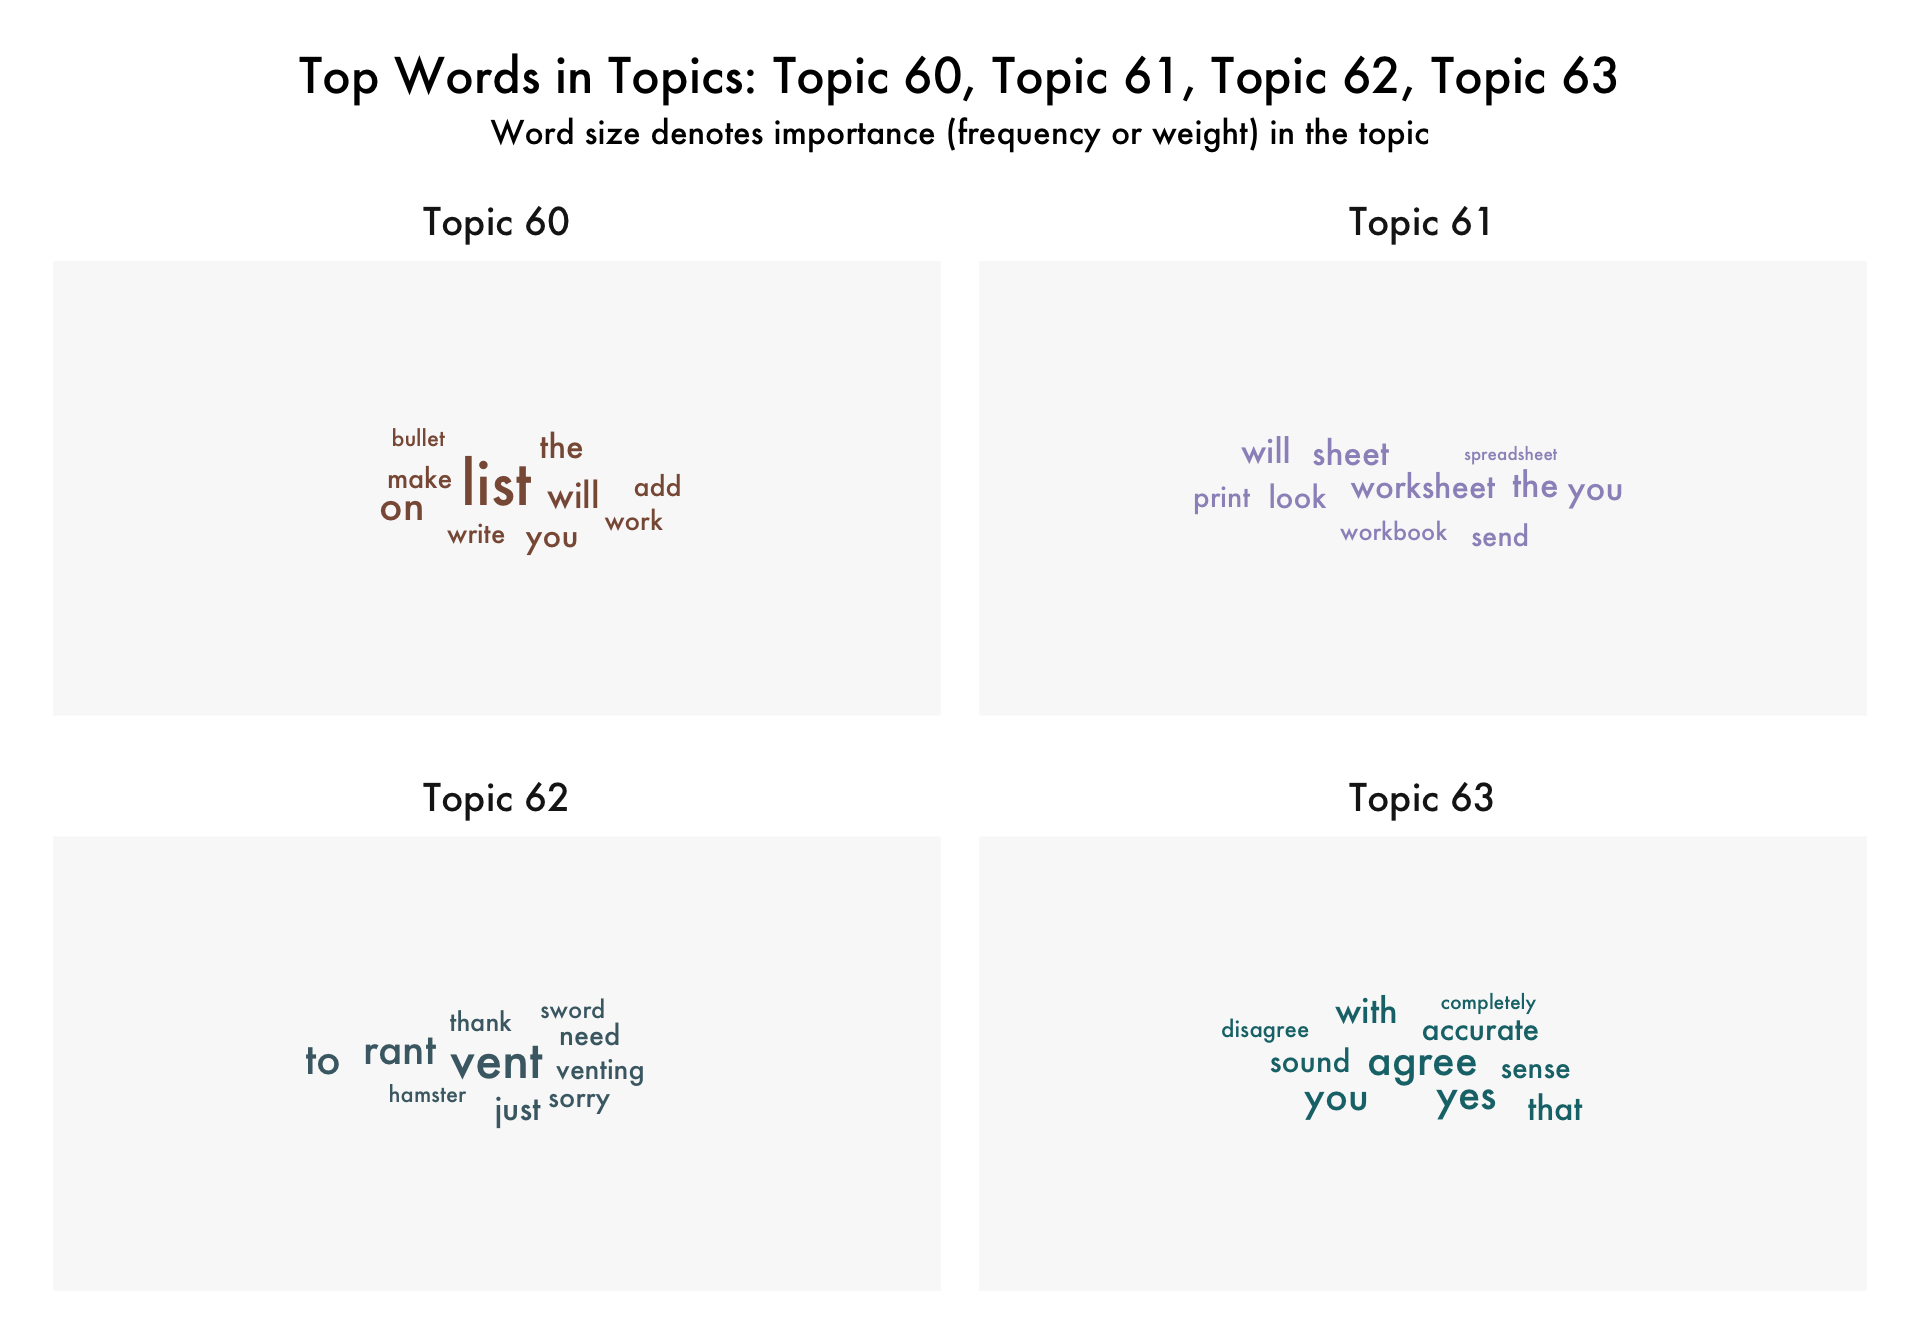 Top Words in Topics: Topic 60, Topic 61, Topic 62, Topic 63
Word size denotes importance (frequency or weight) in the topic
Topic 60
bullet
the
make
list
will
add
on
work
write
you
Topic 61
will
sheet
spreadsheet
print
look
worksheet
the
you
workbook
send
Topic 62
thank
sword
need
to
rant
vent
venting
hamster
just
sorry
Topic 63
with
completely
disagree
accurate
sound
agree
sense
you
yes
that